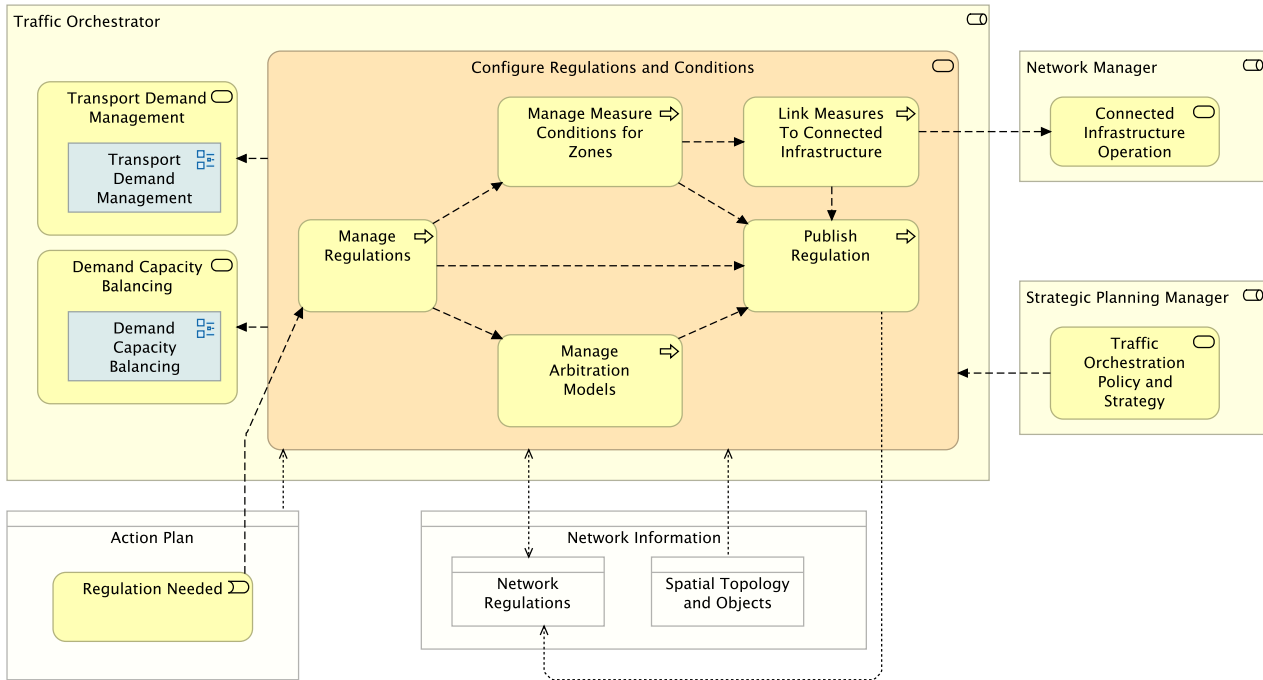 Traffic Orchestrator
Configure Regulations and Conditions
Transport Demand
Management
Transport
Demand
Management
Demand Capacity
Balancing
Demand
Capacity
Balancing
Manage Measure
Conditions for
Zones
Link Measures
To Connected
Infrastructure
Manage
Regulations
Publish
Regulation
Manage
Arbitration
Models
Network Manager
Connected
Infrastructure
Operation
Strategic Planning Manager
Traffic
Orchestration
Policy and
Strategy
Action Plan
Regulation Needed
Network Information
Network
Regulations
Spatial Topology
and Objects